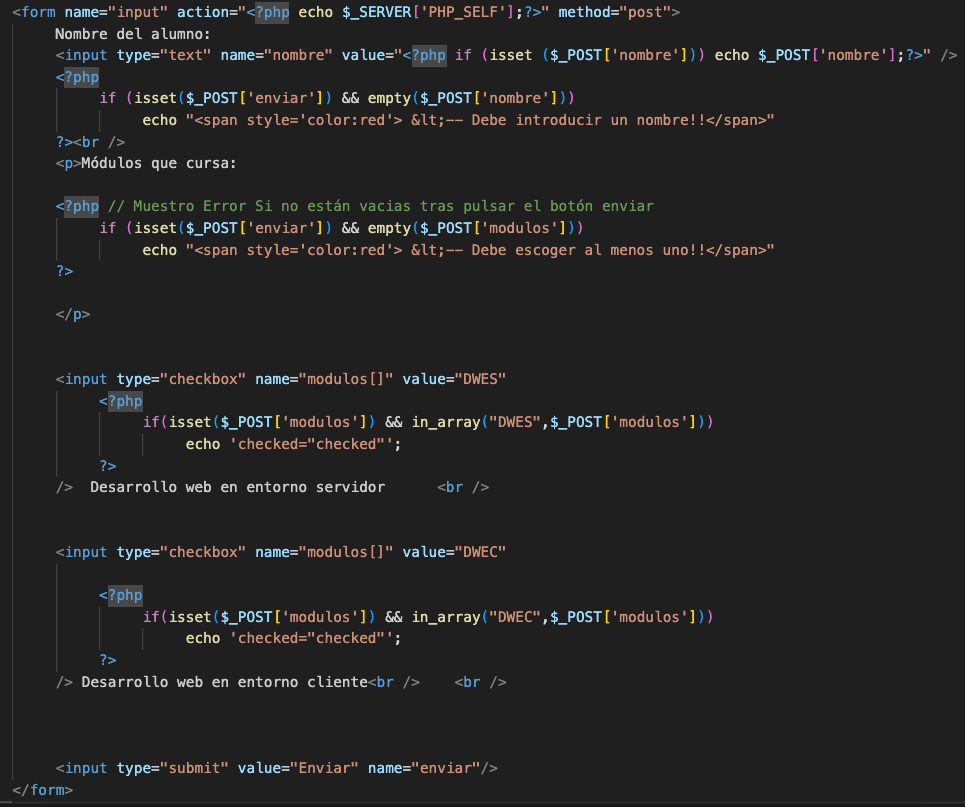 <form name="input" action="<?php echo $_SERVER['PHP_SELF'];?>" method="post">
Nombre del alumno:
<input type="text" name="nombre" value="<?php if (isset ($_POST['nombre'])) echo $_POST['nombre'];?>" />
<?php
if (isset($_POST['enviar']) && empty($_POST['nombre']))
echo "<span style='color:red'> &lt;-- Debe introducir un nombre!!</span>"
?><br />
<p>Módulos que cursa:
<?php // Muestro Error Si no están vacias tras pulsar el botón enviar
if (isset($_POST['enviar']) && empty($_POST['modulos']))
echo "<span style='color:red'> &lt;-- Debe escoger al menos uno!!</span>"
?>
</p>
<input type="checkbox" name="modulos[]" value="DWES"
<?php
if(isset($_POST['modulos']) && in_array("DWES",$_POST['modulos']))
echo 'checked="checked"';
?>
/> Desarrollo web en entorno servidor <br />
<input type="checkbox" name="modulos[]" value="DWEC"
<?php
if(isset($_POST['modulos']) && in_array("DWEC",$_POST['modulos']))
echo 'checked="checked"';
?>
/> Desarrollo web en entorno cliente<br /> <br />
<input type="submit" value="Enviar" name="enviar"/>
</form>